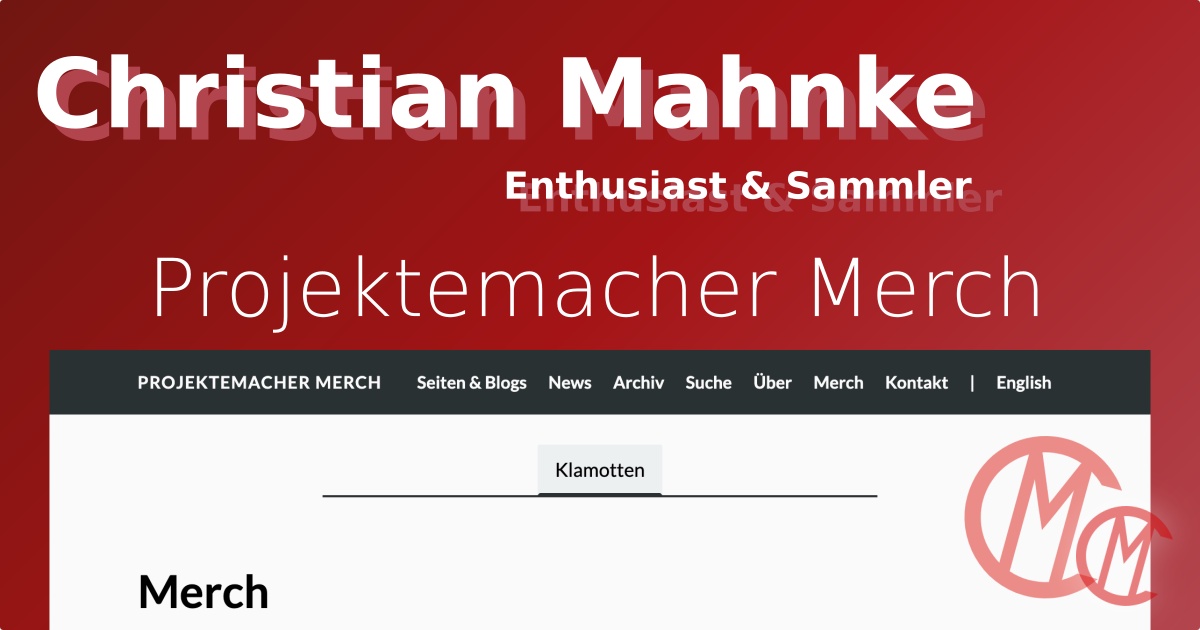 Christian Mahnke
Enthusiast & Sammler
Projektemacher Merch
PROJEKTEMACHER MERCH Seiten & Blogs News Archiv Suche Über Merch Kontakt | English
Klamotten
Merch